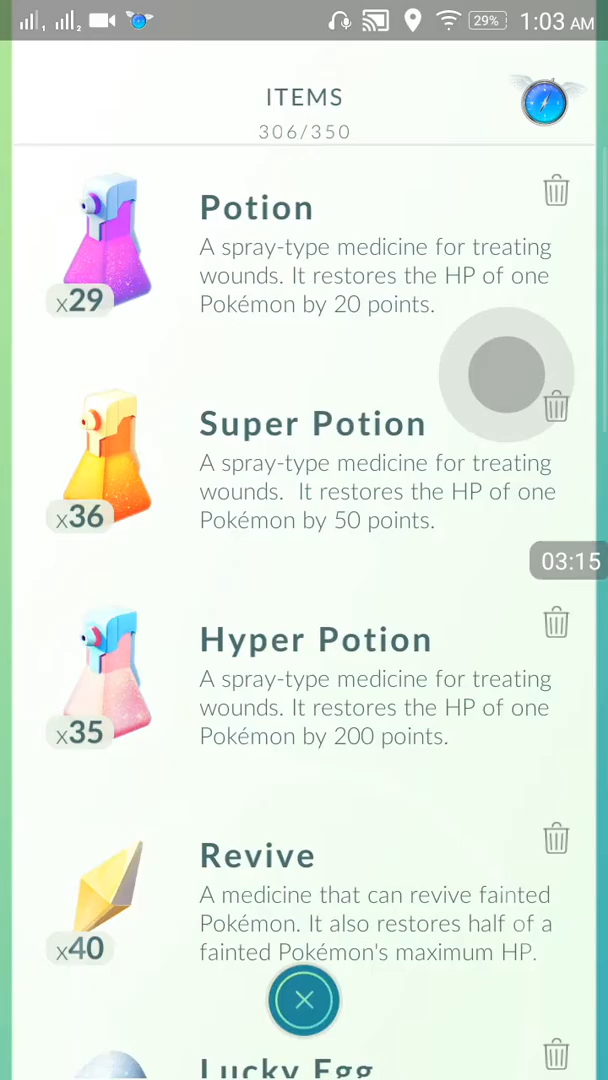 29%
1:03 AM
ITEMS
306/350
Potion
A spray-type medicine for treating
wounds. It restores the HP of one
Pokémon by 20 points.
x29
Super Potion
A spray-type medicine for treating
wounds. It restores the HP of one
Pokémon by 50 points.
x36
03:15
Hyper Potion
A spray-type medicine for treating
wounds. It restores the HP of one
Pokémon by 200 points.
x35
Revive
A medicine that can revive fainted
Pokémon. It also restores half of a
fainted Pokémon's maximum HP.
x40
Lucky Egg